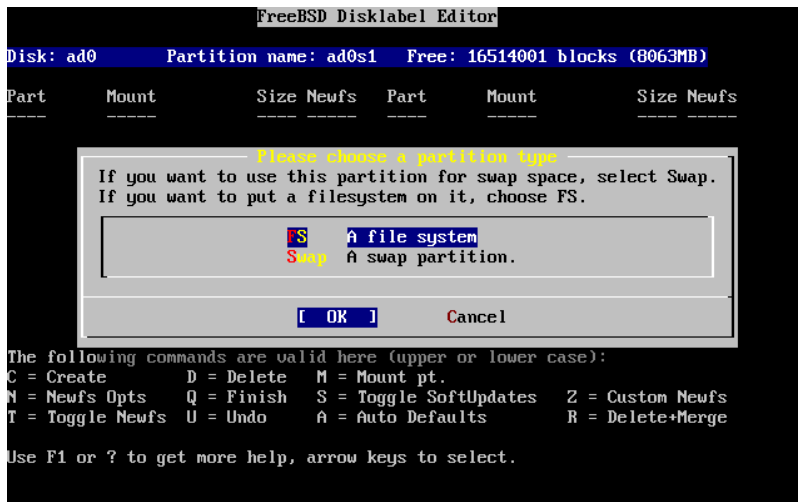 FreeBSD Disklabel Editor
Disk: ad0 Partition name: ad0s1 Free: 16514001 blocks (8063MB)
Part Mount Size Newfs Part Mount Size Newfs
---- ----- ---- ----- ---- ----- ---- -----
Please choose a partition type
If you want to use this partition for swap space, select Swap.
If you want to put a filesystem on it, choose FS.
FS A file system
Swap A swap partition.
[ OK ] Cancel
The following commands are valid here (upper or lower case):
C = Create D = Delete M = Mount pt.
N = Newfs Opts Q = Finish S = Toggle SoftUpdates Z = Custom Newfs
T = Toggle Newfs U = Undo A = Auto Defaults R = Delete+Merge
Use F1 or ? to get more help, arrow keys to select.